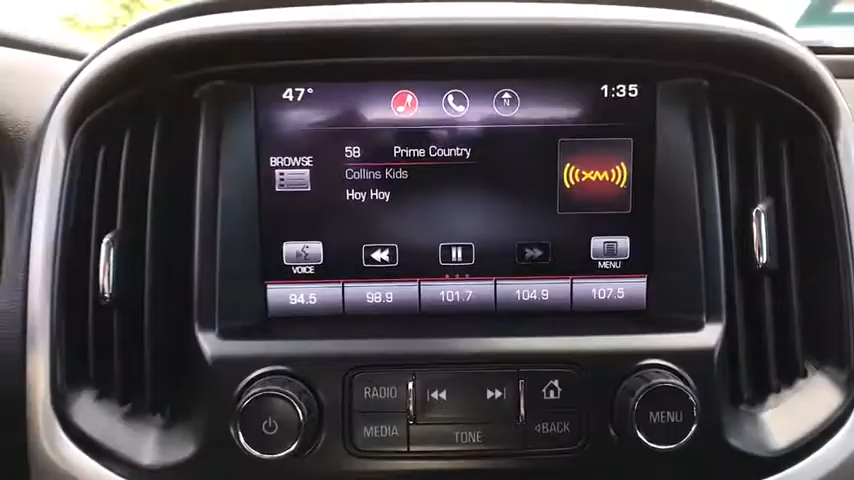 47° N 1:35
58 Prime Country
BROWSE
Collins Kids
Hoy Hoy
((( XM )))
VOICE MENU
94.5 98.9 101.7 104.9 107.5
RADIO
MEDIA TONE BACK
MENU